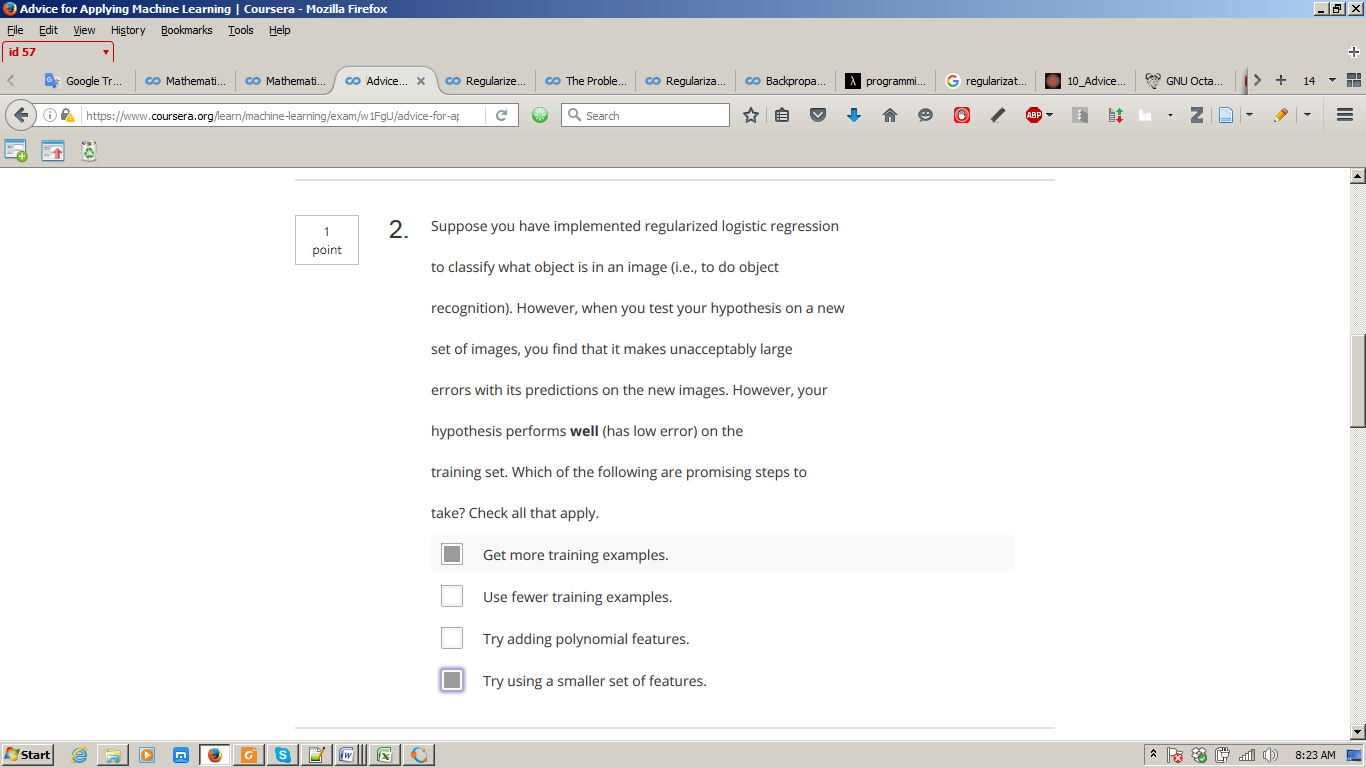 Advice for Applying Machine Learning | Coursera - Mozilla Firefox
File Edit View History Bookmarks Tools Help
id 57
Google Tr... Mathemati... Mathemati... Advice... Regularize... The Proble... Regulariza... Backpropa... programmi... regularizat... 10_Advice... GNU Octa... 14
https://www.coursera.org/learn/machine-learning/exam/w1FgU/advice-for-ap Search ABP
1
point
2. Suppose you have implemented regularized logistic regression
to classify what object is in an image (i.e., to do object
recognition). However, when you test your hypothesis on a new
set of images, you find that it makes unacceptably large
errors with its predictions on the new images. However, your
hypothesis performs well (has low error) on the
training set. Which of the following are promising steps to
take? Check all that apply.
Get more training examples.
Use fewer training examples.
Try adding polynomial features.
Try using a smaller set of features.
Start 8:23 AM